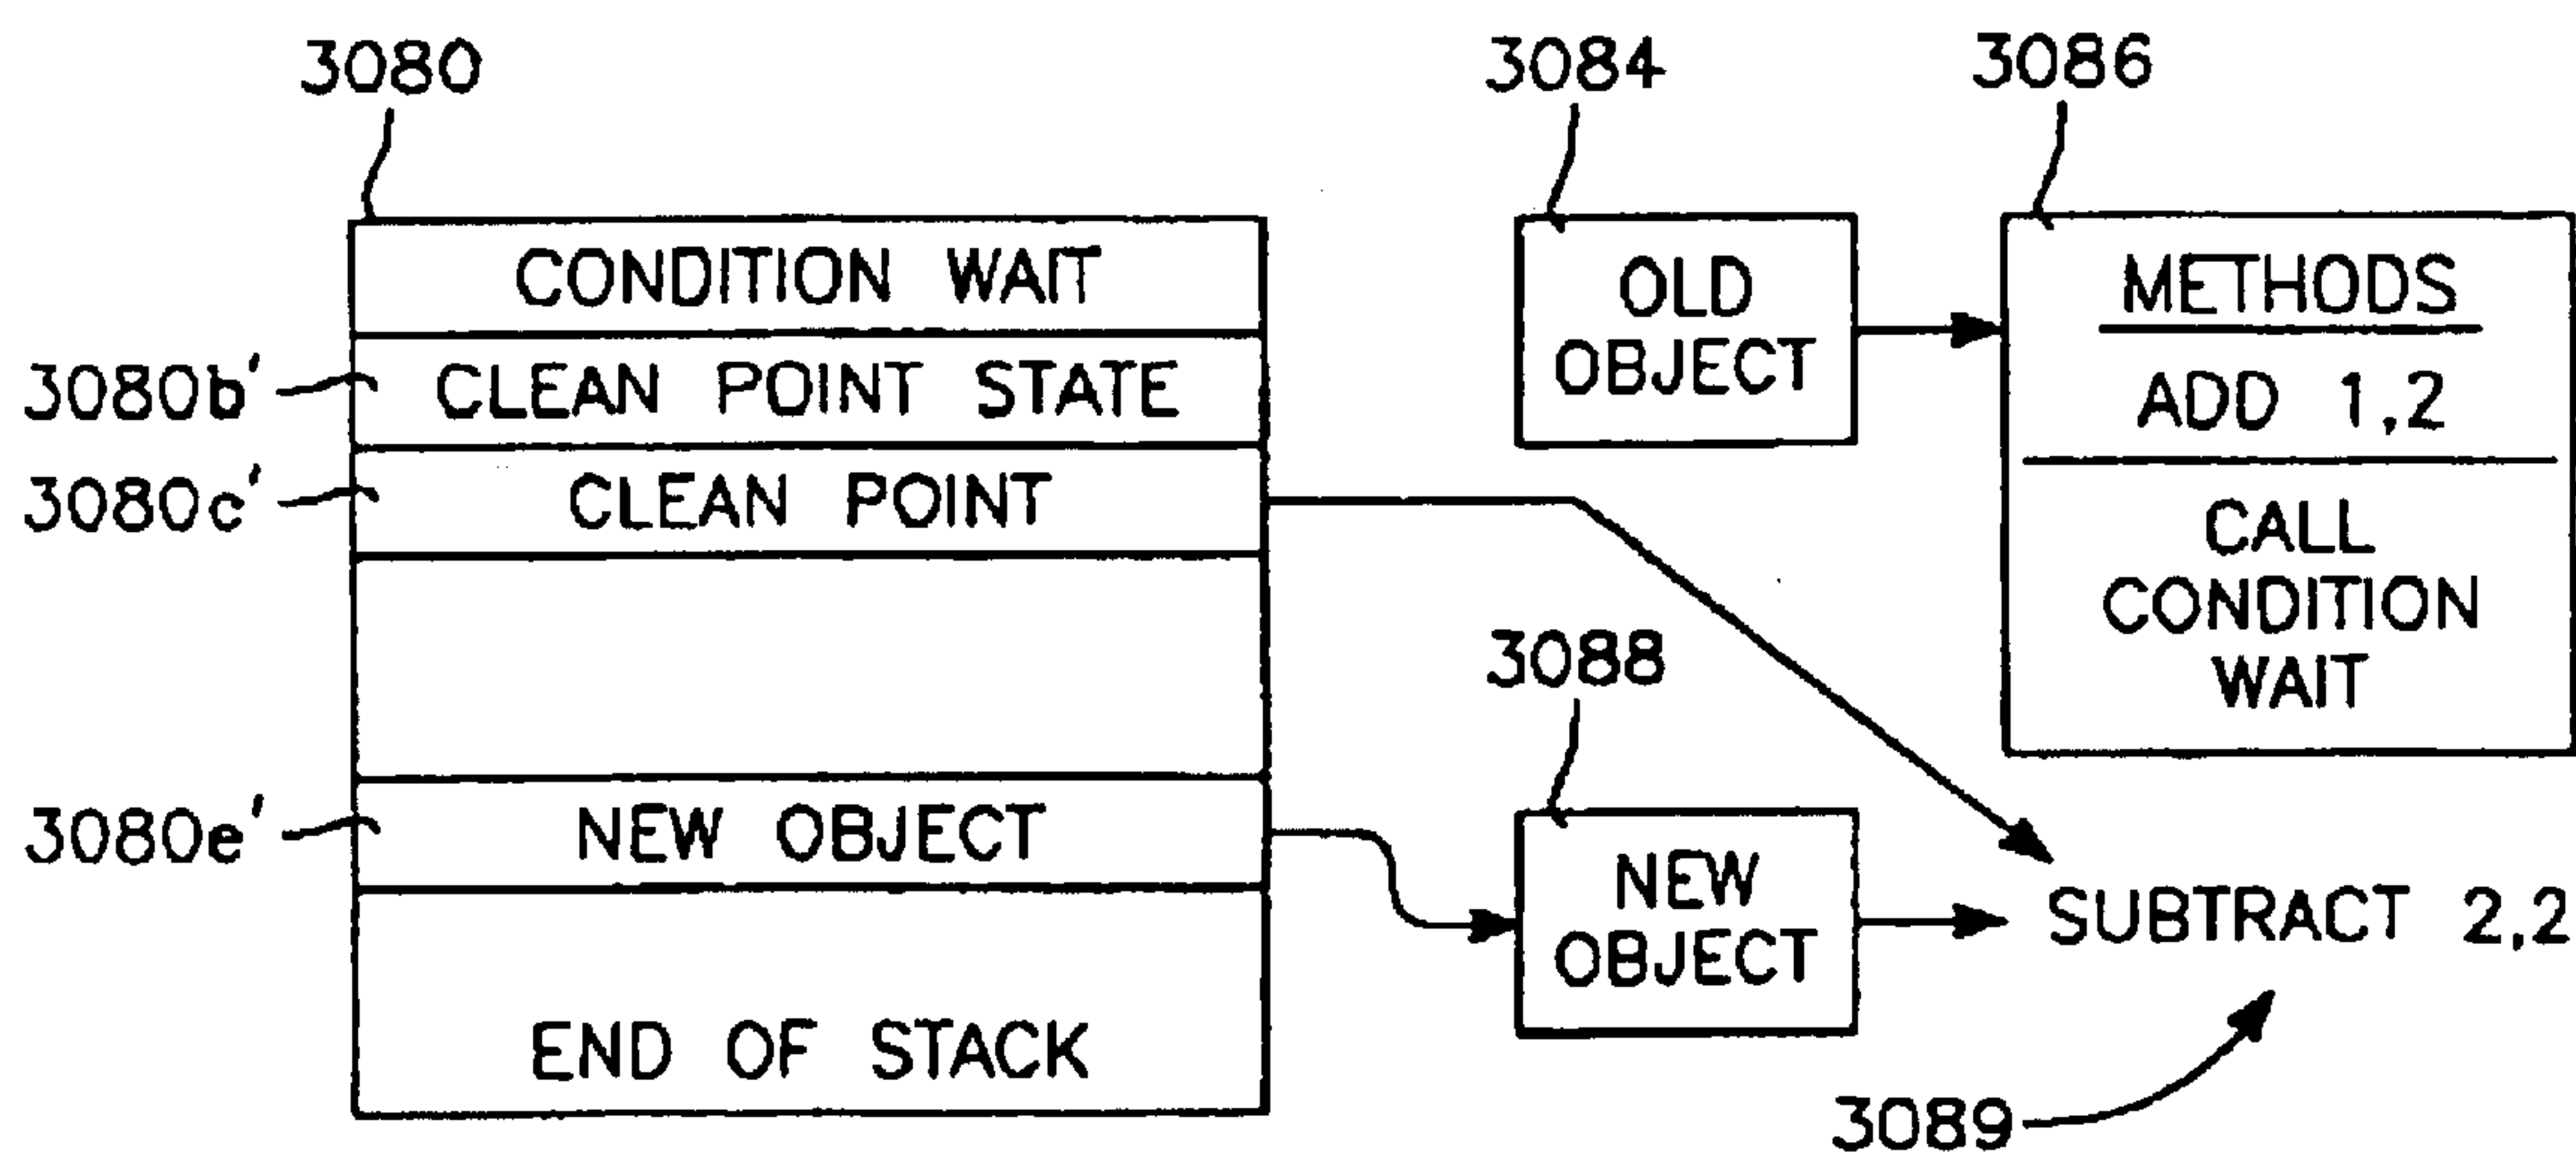 3080
3084
3086
CONDITION WAIT
3080b′
CLEAN POINT STATE
3080c′
CLEAN POINT
3080e′
NEW OBJECT
END OF STACK
OLD
OBJECT
METHODS
ADD 1,2
CALL
CONDITION
WAIT
3088
NEW
OBJECT
SUBTRACT 2,2
3089